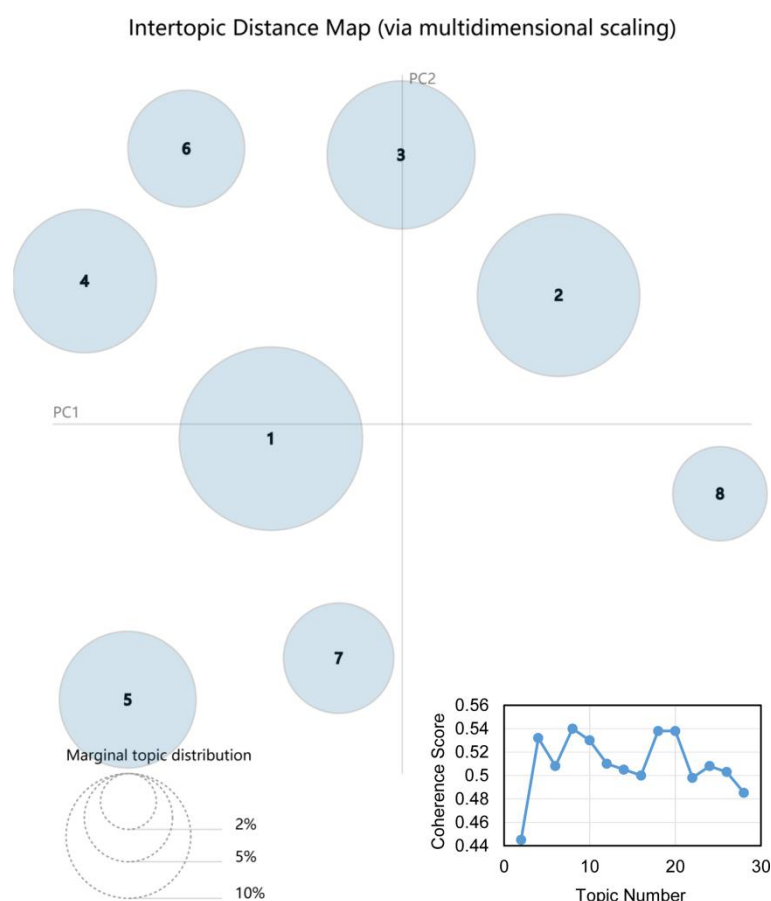 Intertopic Distance Map (via multidimensional scaling)
PC2
6
3
4
2
PC1
1
8
7
5
Marginal topic distribution
2%
5%
10%
0.56
0.54
0.52
0.5
0.48
0.46
0.44
Coherence Score
0 10 20 30
Topic Number